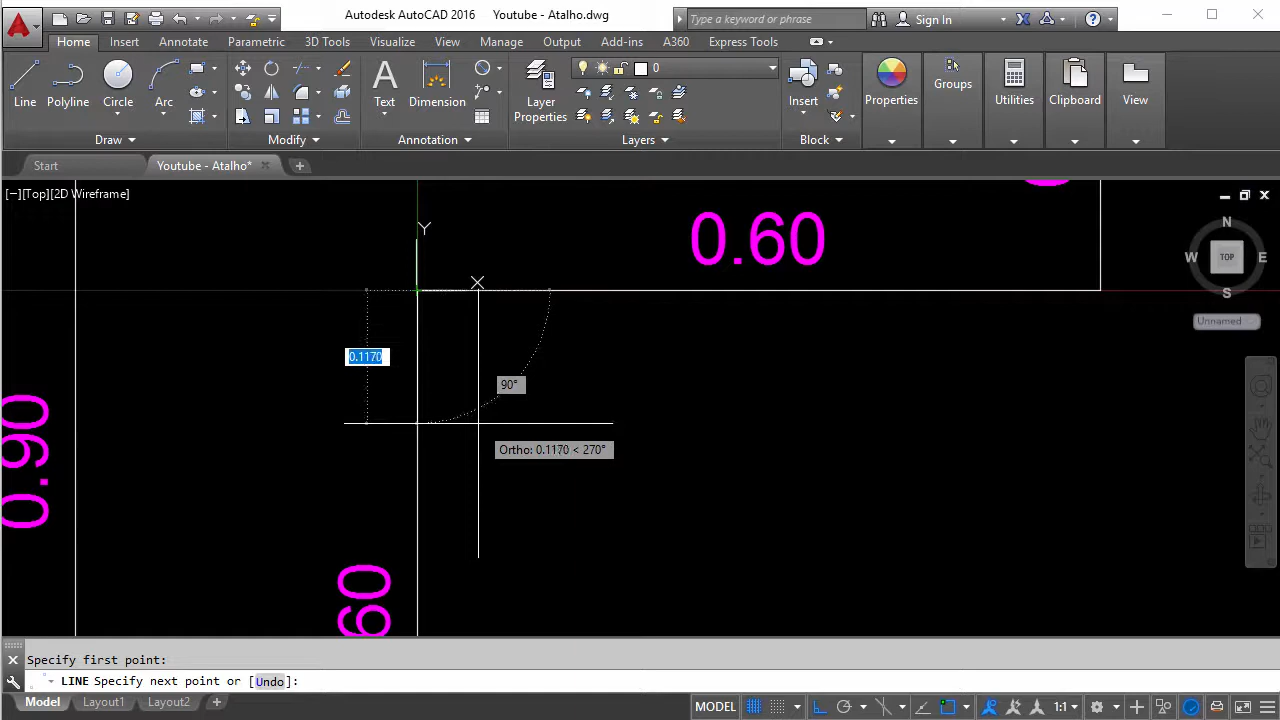 Autodesk AutoCAD 2016 Youtube - Atalho.dwg
Type a keyword or phrase
Sign In
Home Insert Annotate Parametric 3D Tools Visualize View Manage Output Add-ins A360 Express Tools
Line Polyline Circle Arc
Text Dimension
Layer Properties
0
Insert
Properties
Groups
Utilities
Clipboard
View
Draw
Modify
Annotation
Layers
Block
Start
Youtube - Atalho*
[−][Top][2D Wireframe]
Y
X
0.60
N
W
TOP
E
S
Unnamed
0.1170
90°
Ortho: 0.1170 < 270°
0.90
60
Specify first point:
LINE Specify next point or [Undo]:
Model Layout1 Layout2
MODEL
1:1